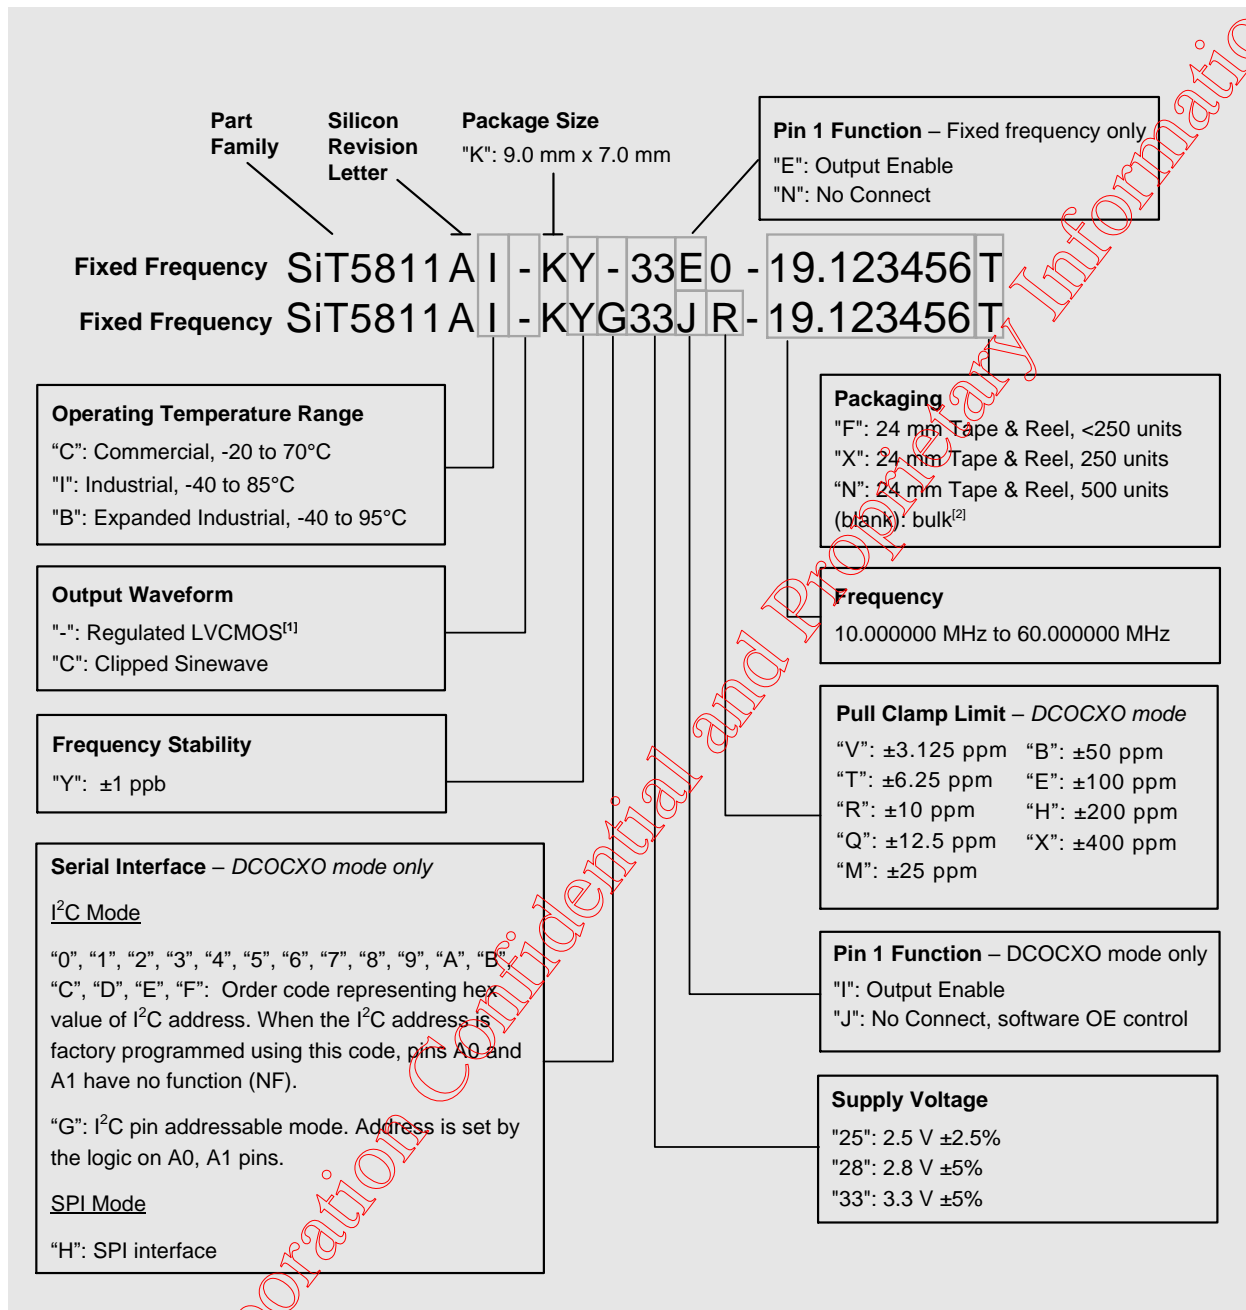 Part Family
Silicon Revision Letter
Package Size
"K": 9.0 mm x 7.0 mm
Pin 1 Function – Fixed frequency only
"E": Output Enable
"N": No Connect
Fixed Frequency SiT5811AI-KY-33E0-19.123456T
Fixed Frequency SiT5811AI-KYG33JR-19.123456T
Operating Temperature Range
“C”: Commercial, -20 to 70°C
"I": Industrial, -40 to 85°C
"B": Expanded Industrial, -40 to 95°C
Output Waveform
"-": Regulated LVCMOS[1]
"C": Clipped Sinewave
Frequency Stability
"Y": ±1 ppb
Serial Interface – DCOCXO mode only
I²C Mode
“0”, “1”, “2”, “3”, “4”, “5”, “6”, “7”, “8”, “9”, “A”, “B”,
“C”, “D”, “E”, “F”: Order code representing hex
value of I²C address. When the I²C address is
factory programmed using this code, pins A0 and
A1 have no function (NF).
“G”: I²C pin addressable mode. Address is set by
the logic on A0, A1 pins.
SPI Mode
“H”: SPI interface
Packaging
"F": 24 mm Tape & Reel, <250 units
"X": 24 mm Tape & Reel, 250 units
“N”: 24 mm Tape & Reel, 500 units
(blank): bulk[2]
Frequency
10.000000 MHz to 60.000000 MHz
Pull Clamp Limit – DCOCXO mode
“V”: ±3.125 ppm “B”: ±50 ppm
“T”: ±6.25 ppm “E”: ±100 ppm
“R”: ±10 ppm “H”: ±200 ppm
“Q”: ±12.5 ppm “X”: ±400 ppm
“M”: ±25 ppm
Pin 1 Function – DCOCXO mode only
"I": Output Enable
"J": No Connect, software OE control
Supply Voltage
"25": 2.5 V ±2.5%
"28": 2.8 V ±5%
"33": 3.3 V ±5%
poration Confidential and Proprietary Informatio